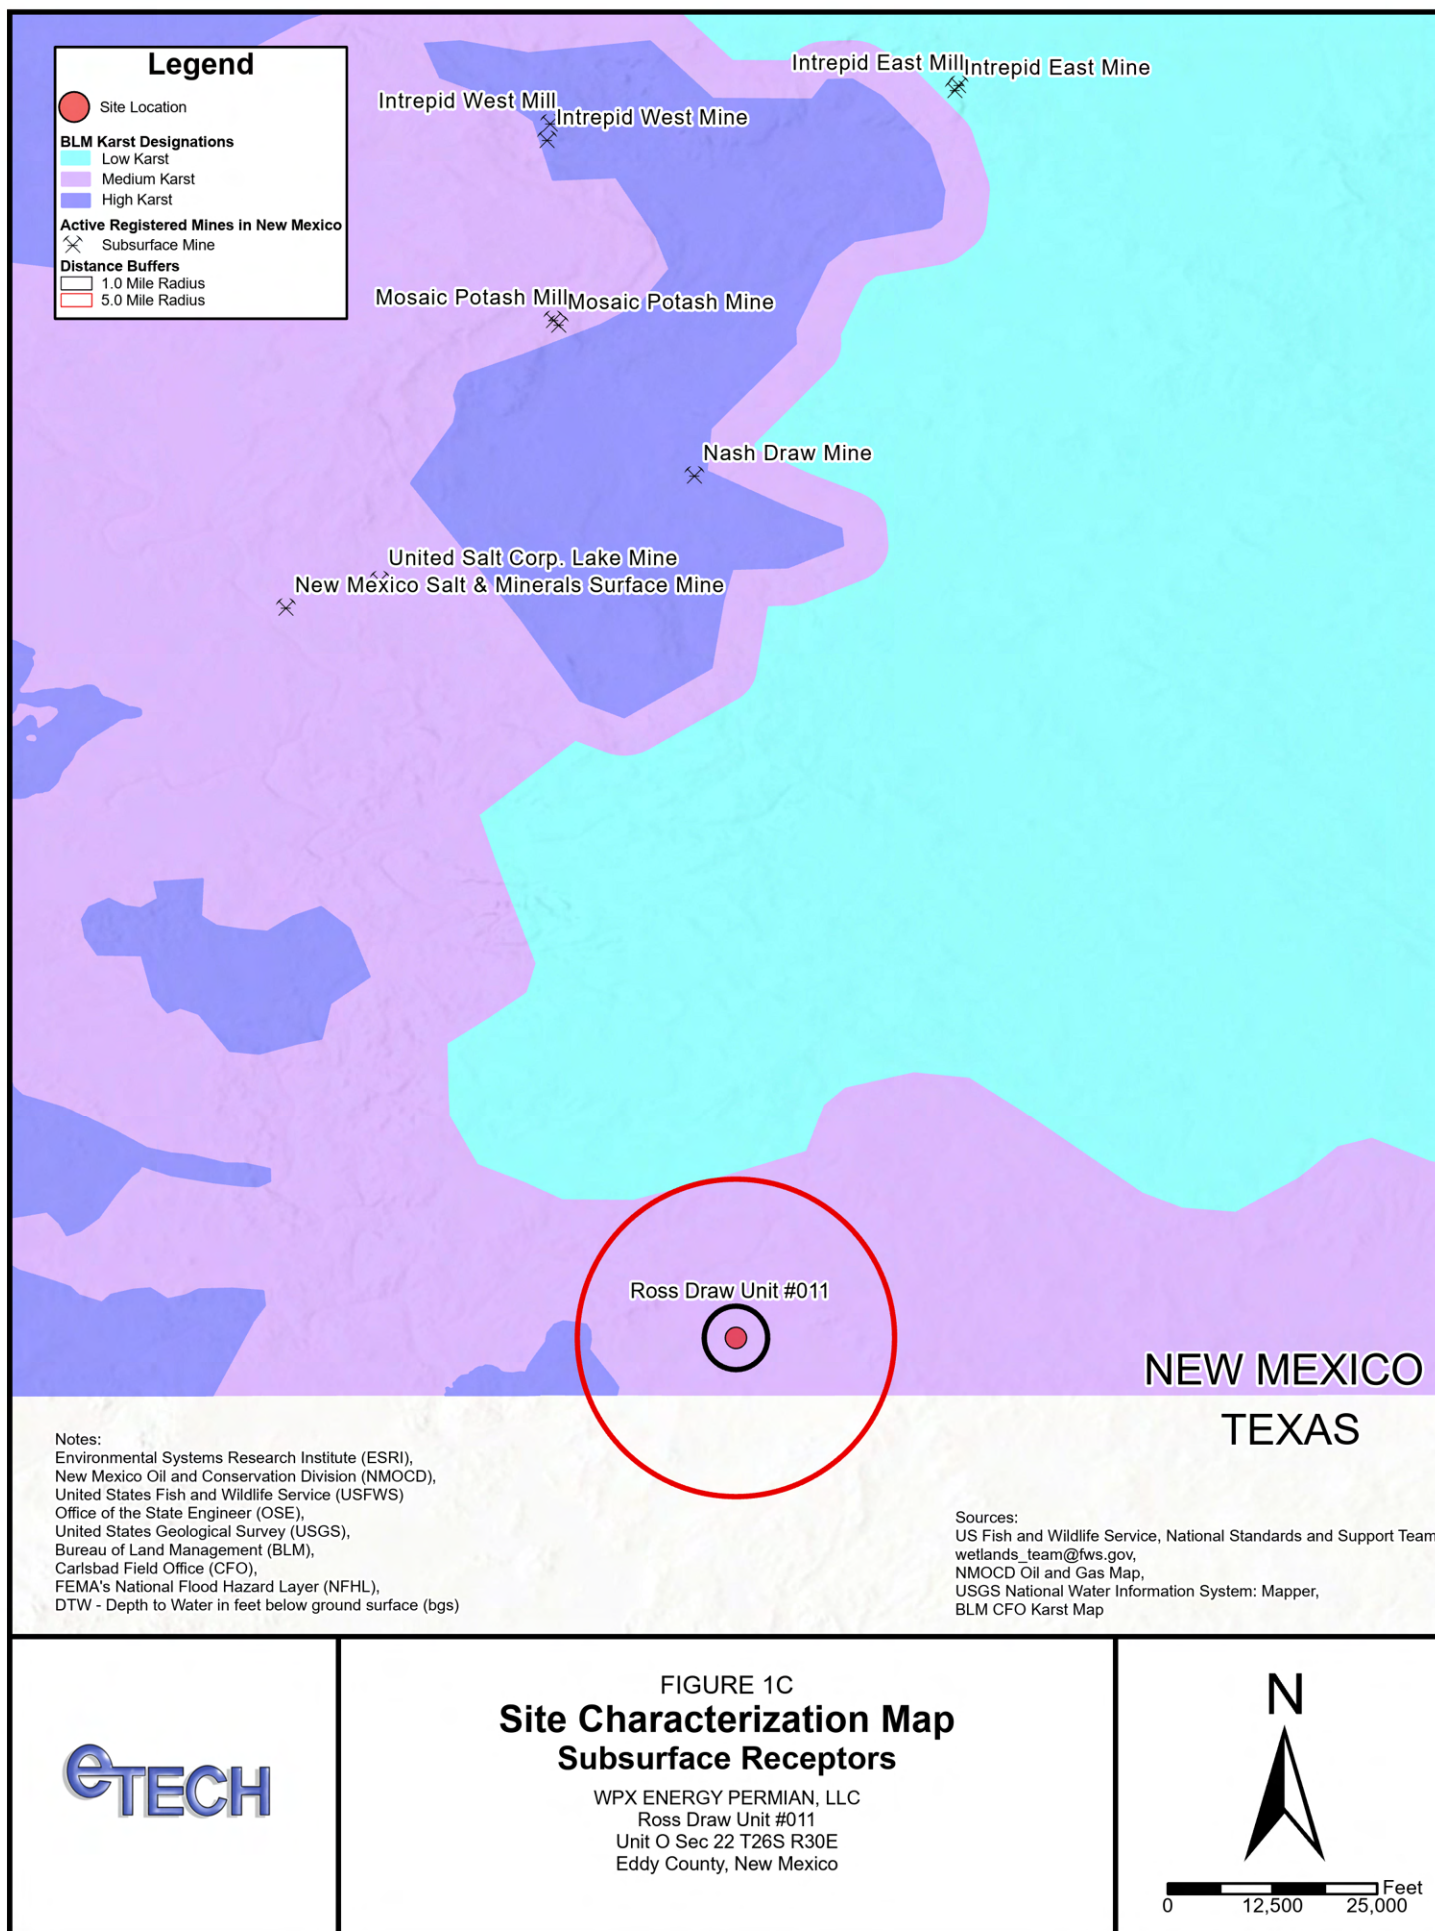 Legend
Site Location
BLM Karst Designations
Low Karst
Medium Karst
High Karst
Active Registered Mines in New Mexico
Subsurface Mine
Distance Buffers
1.0 Mile Radius
5.0 Mile Radius
Intrepid East Mill
Intrepid East Mine
Intrepid West Mill
Intrepid West Mine
Mosaic Potash Mill
Mosaic Potash Mine
Nash Draw Mine
United Salt Corp. Lake Mine
New Mexico Salt & Minerals Surface Mine
Ross Draw Unit #011
NEW MEXICO
TEXAS
Notes:
Environmental Systems Research Institute (ESRI),
New Mexico Oil and Conservation Division (NMOCD),
United States Fish and Wildlife Service (USFWS)
Office of the State Engineer (OSE),
United States Geological Survey (USGS),
Bureau of Land Management (BLM),
Carlsbad Field Office (CFO),
FEMA's National Flood Hazard Layer (NFHL),
DTW - Depth to Water in feet below ground surface (bgs)
Sources:
US Fish and Wildlife Service, National Standards and Support Team
wetlands_team@fws.gov,
NMOCD Oil and Gas Map,
USGS National Water Information System: Mapper,
BLM CFO Karst Map
eTECH
FIGURE 1C
Site Characterization Map
Subsurface Receptors
WPX ENERGY PERMIAN, LLC
Ross Draw Unit #011
Unit O Sec 22 T26S R30E
Eddy County, New Mexico
N
Feet
0 12,500 25,000